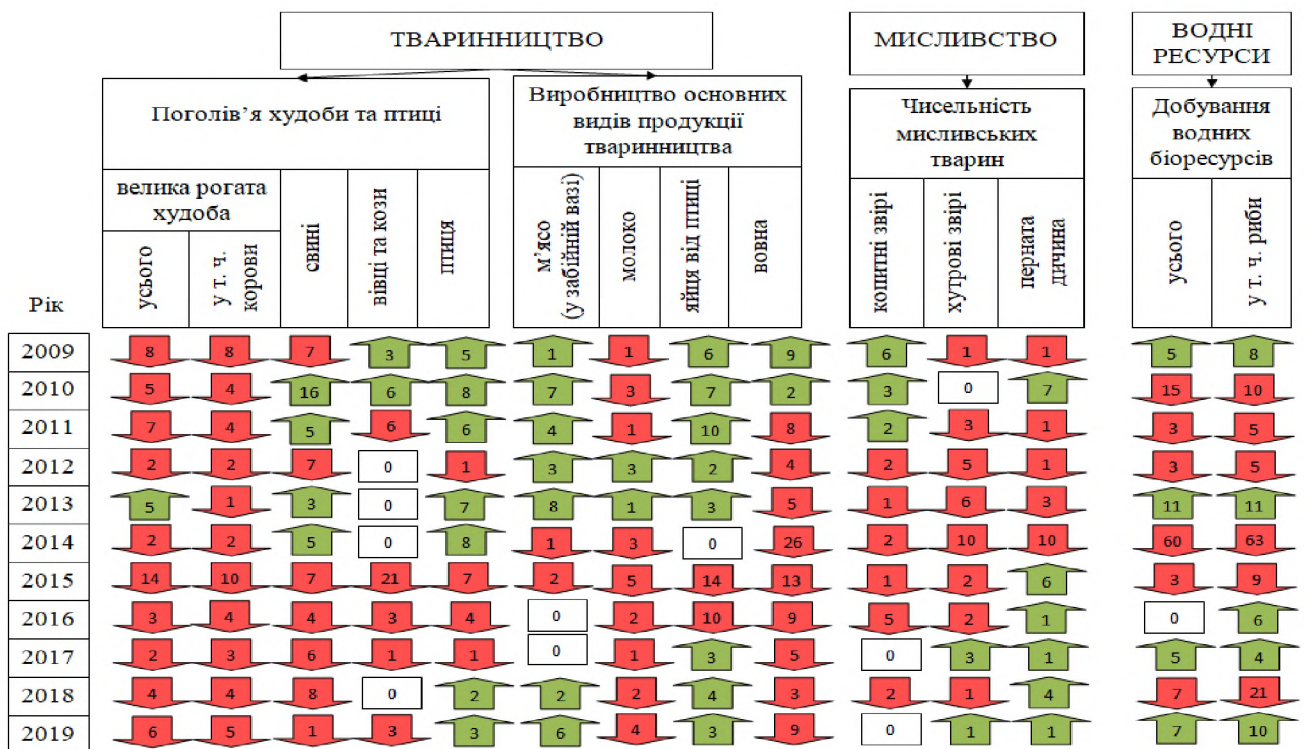 ТВАРИННИЦТВО
МИСЛИВСТВО
ВОДНІ
РЕСУРСИ
Поголів’я худоби та птиці
Виробництво основних
видів продукції
тваринництва
Чисельність
мисливських
тварин
Добування
водних
біоресурсів
велика рогата
худоба
усього
у т. ч.
корови
свині
вівці та кози
птиця
м’ясо
(у забійній вазі)
молоко
яйця від птиці
вовна
копитні звірі
хутрові звірі
перната
дичина
усього
у т. ч. риби
Рік
2009 8 8 7 3 5 1 1 6 9 6 1 1 5 8
2010 5 4 16 6 8 7 3 7 2 3 0 7 15 10
2011 7 4 5 6 6 4 1 10 8 2 3 1 3 5
2012 2 2 7 0 1 3 3 2 4 2 5 1 3 5
2013 5 1 3 0 7 8 1 3 5 1 6 3 11 11
2014 2 2 5 0 8 1 3 0 26 2 10 10 60 63
2015 14 10 7 21 7 2 5 14 13 1 2 6 3 9
2016 3 4 4 3 4 0 2 10 9 5 2 1 0 6
2017 2 3 6 1 1 0 1 3 5 0 3 1 5 4
2018 4 4 8 0 2 2 2 4 3 2 1 4 7 21
2019 6 5 1 3 3 6 4 3 9 0 1 1 7 10